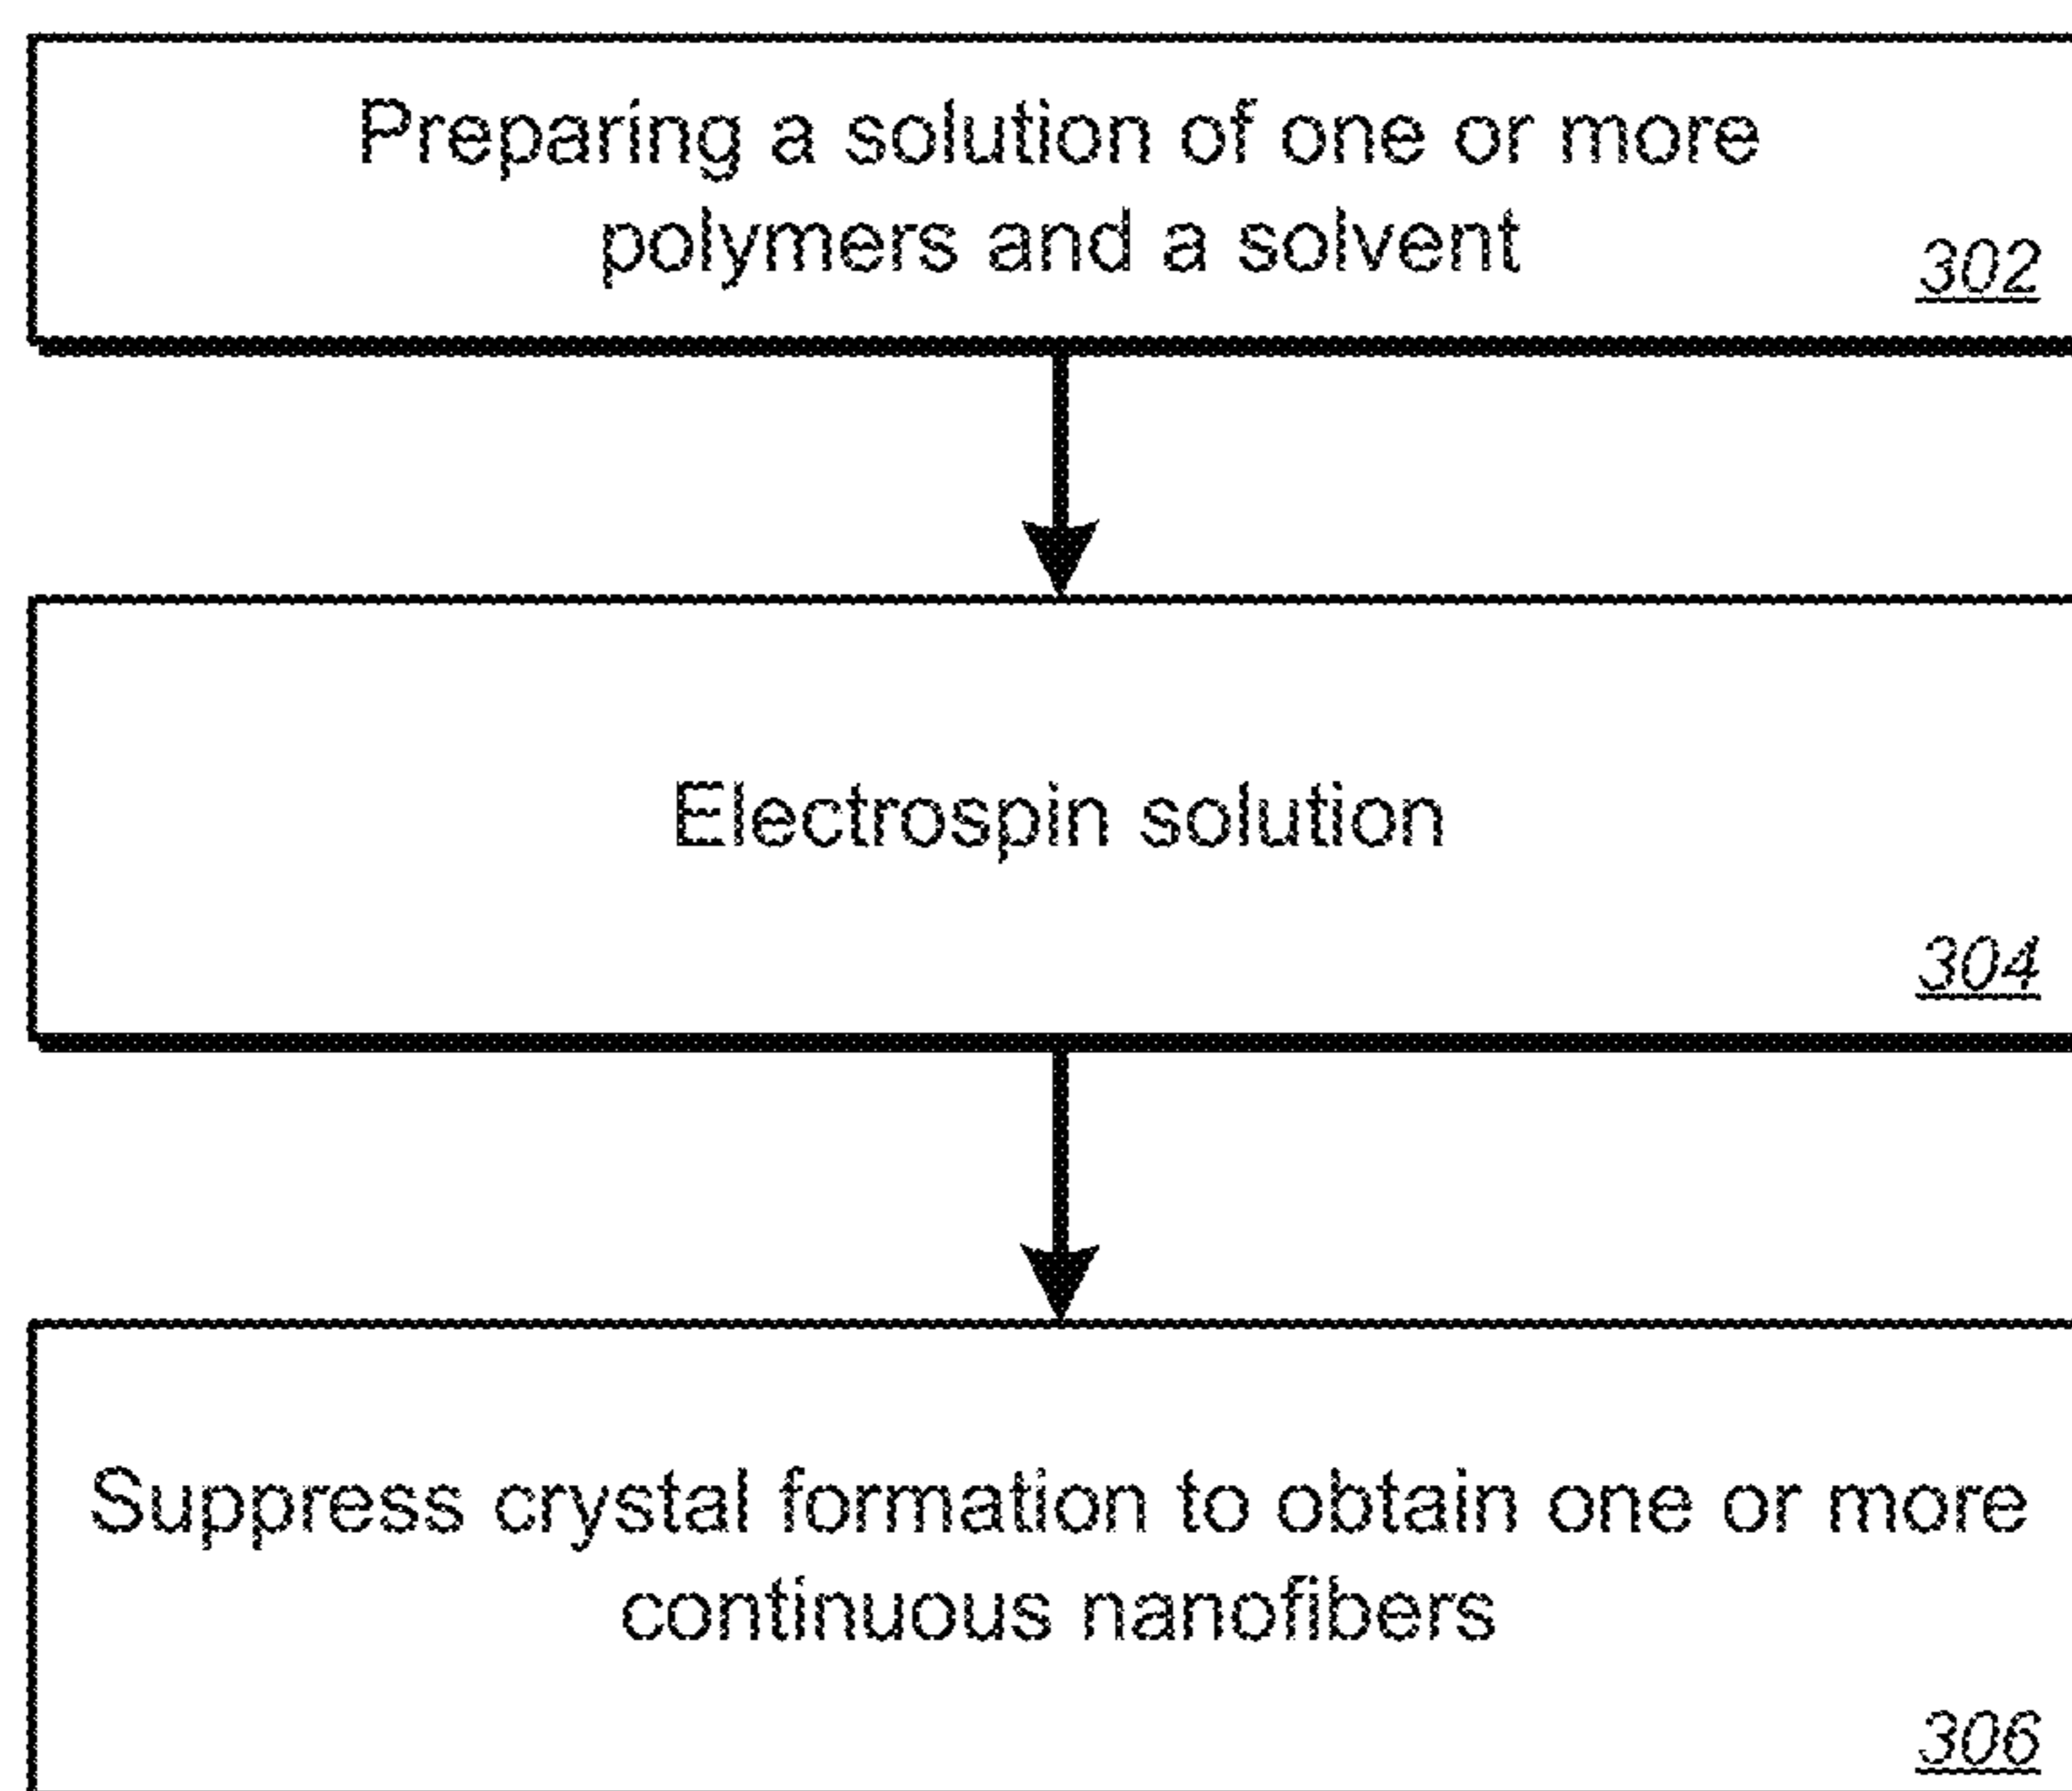 Preparing a solution of one or more
polymers and a solvent
302
Electrospin solution
304
Suppress crystal formation to obtain one or more
continuous nanofibers
306